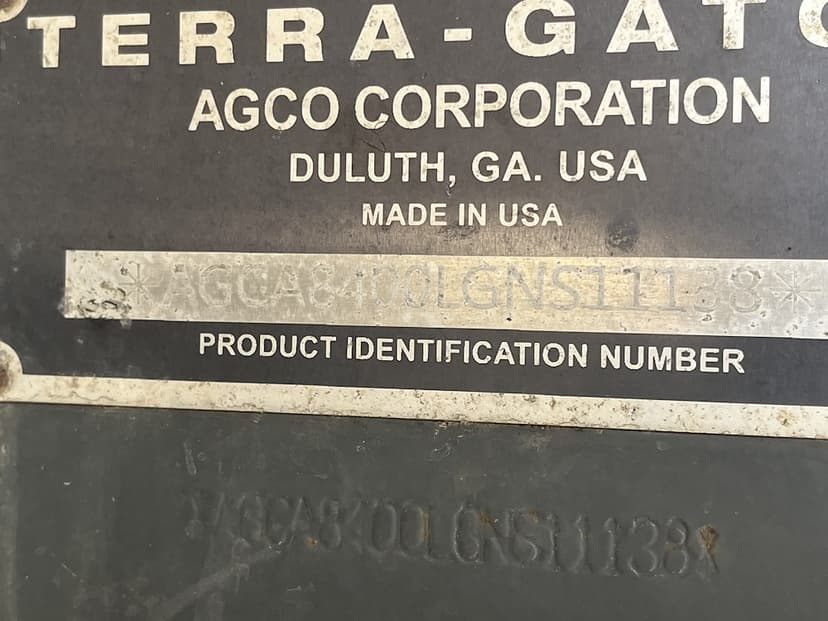 TERRA-GATO
AGCO CORPORATION
DULUTH, GA. USA
MADE IN USA
*AGCA8400LGNS11138*
PRODUCT IDENTIFICATION NUMBER
*AGCA8400LGNS11138*